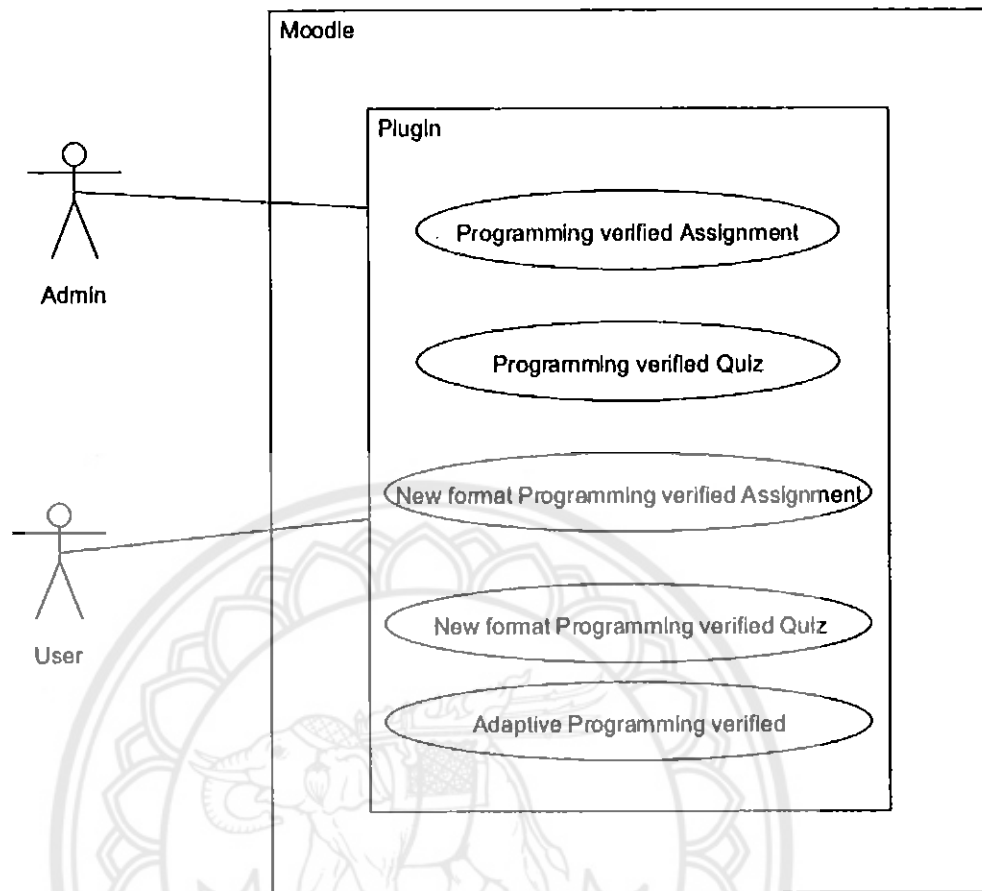 Moodle
Plugin
Programming verified Assignment
Admin
Programming verified Quiz
New format Programming verified Assignment
New format Programming verified Quiz
User
Adaptive Programming verified